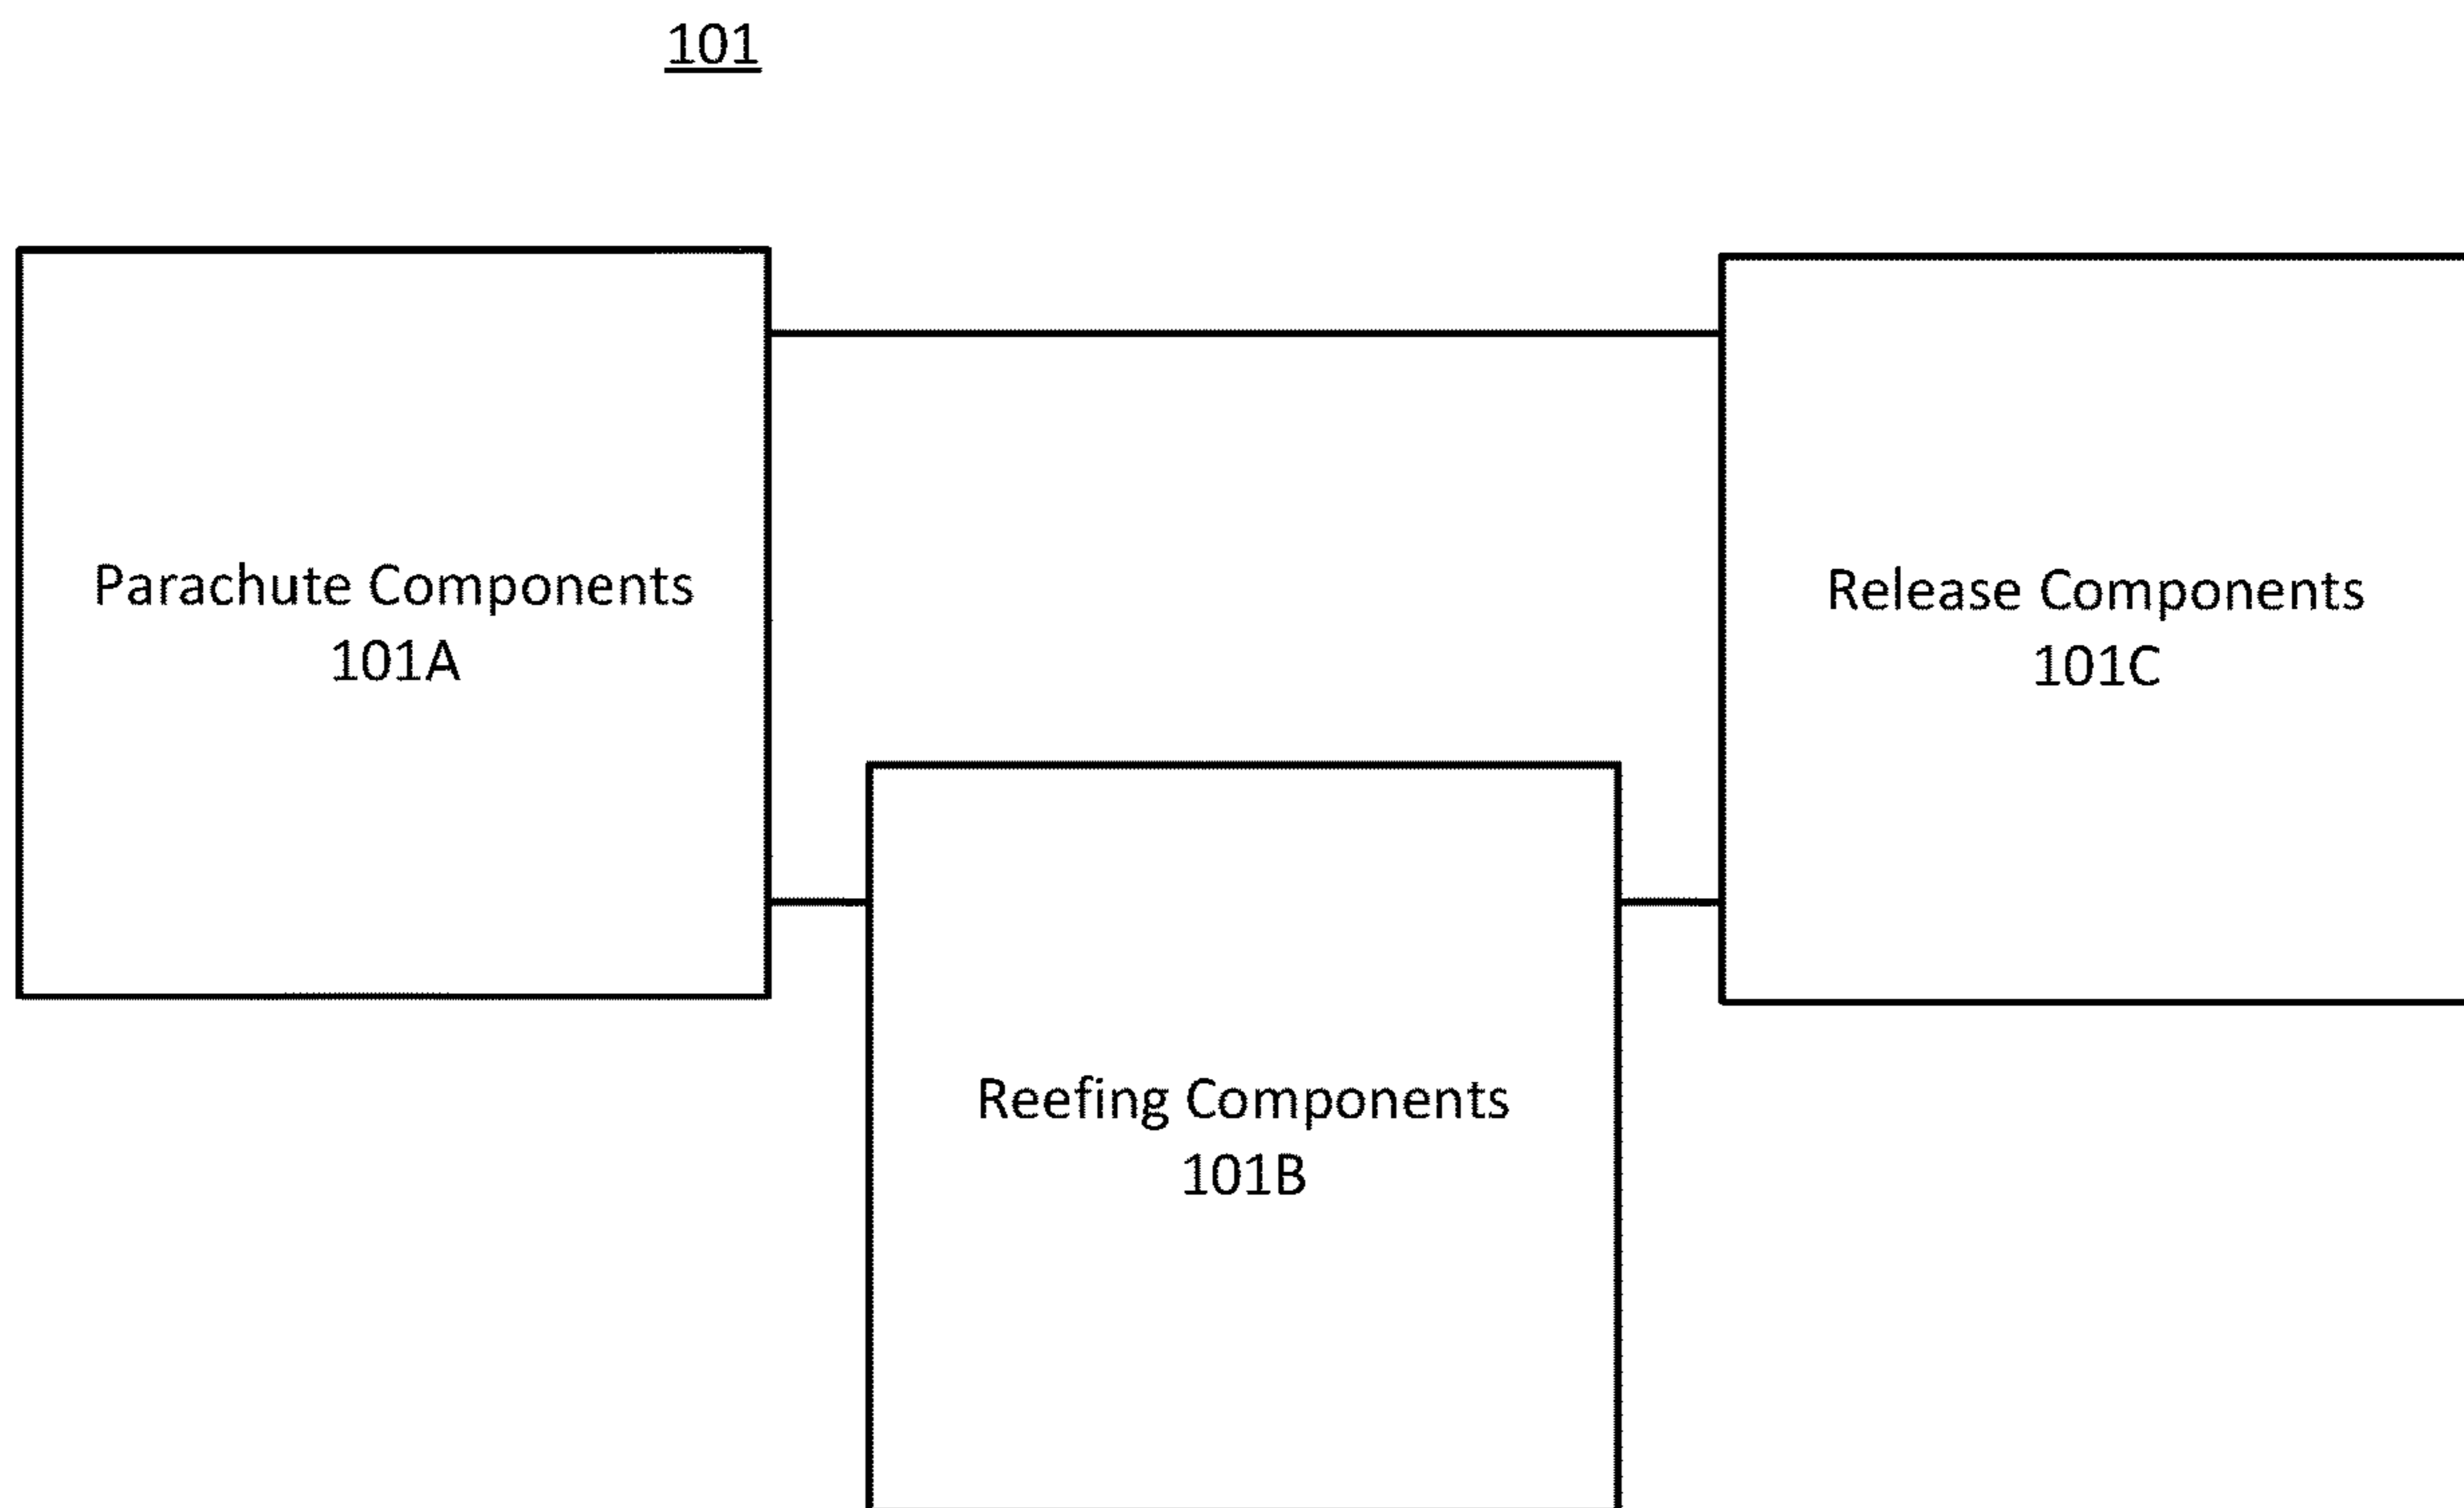 101
Parachute Components
101A
Release Components
101C
Reefing Components
101B